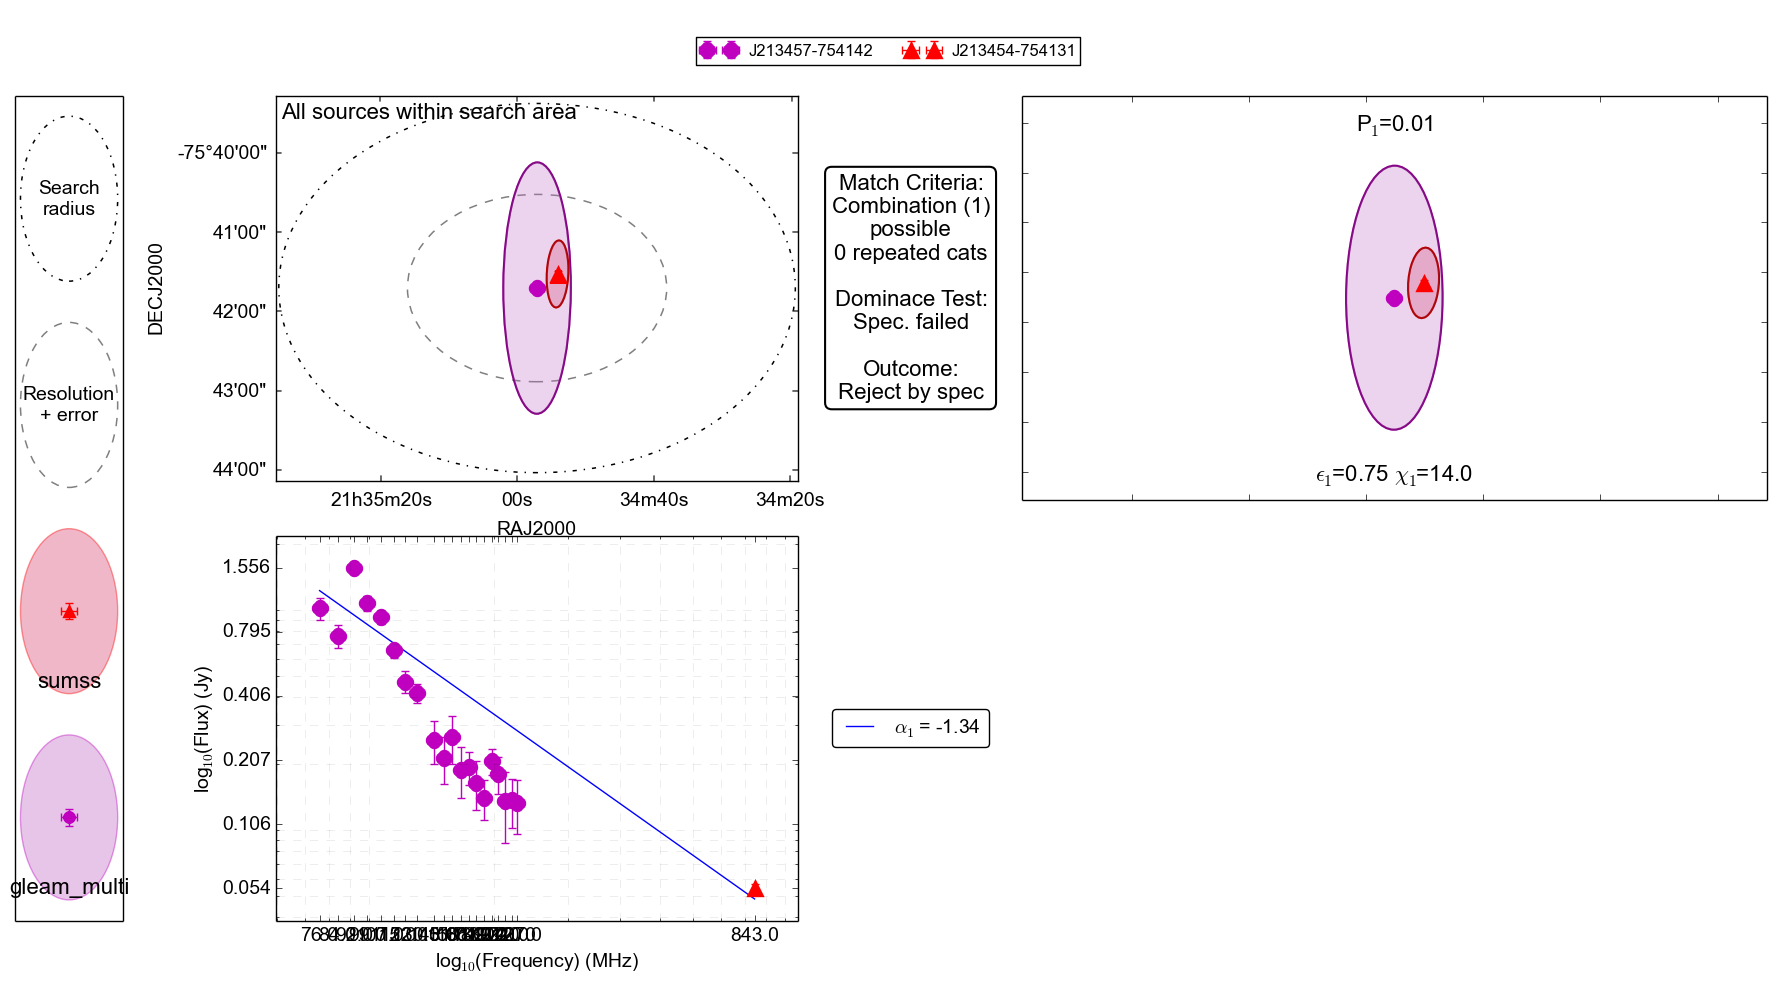 J213457-754142 J213454-754131
Search
radius
Resolution
+ error
sumss
gleam_multi
All sources within search area
DECJ2000
-75°40'00"
41'00"
42'00"
43'00"
44'00"
21h35m20s 00s 34m40s 34m20s
RAJ2000
Match Criteria:
Combination (1)
possible
0 repeated cats
Dominace Test:
Spec. failed
Outcome:
Reject by spec
P₁=0.01
ϵ₁=0.75 χ₁=14.0
log₁₀(Flux) (Jy)
1.556
0.795
0.406
0.207
0.106
0.054
843.0
log₁₀(Frequency) (MHz)
α₁ = -1.34